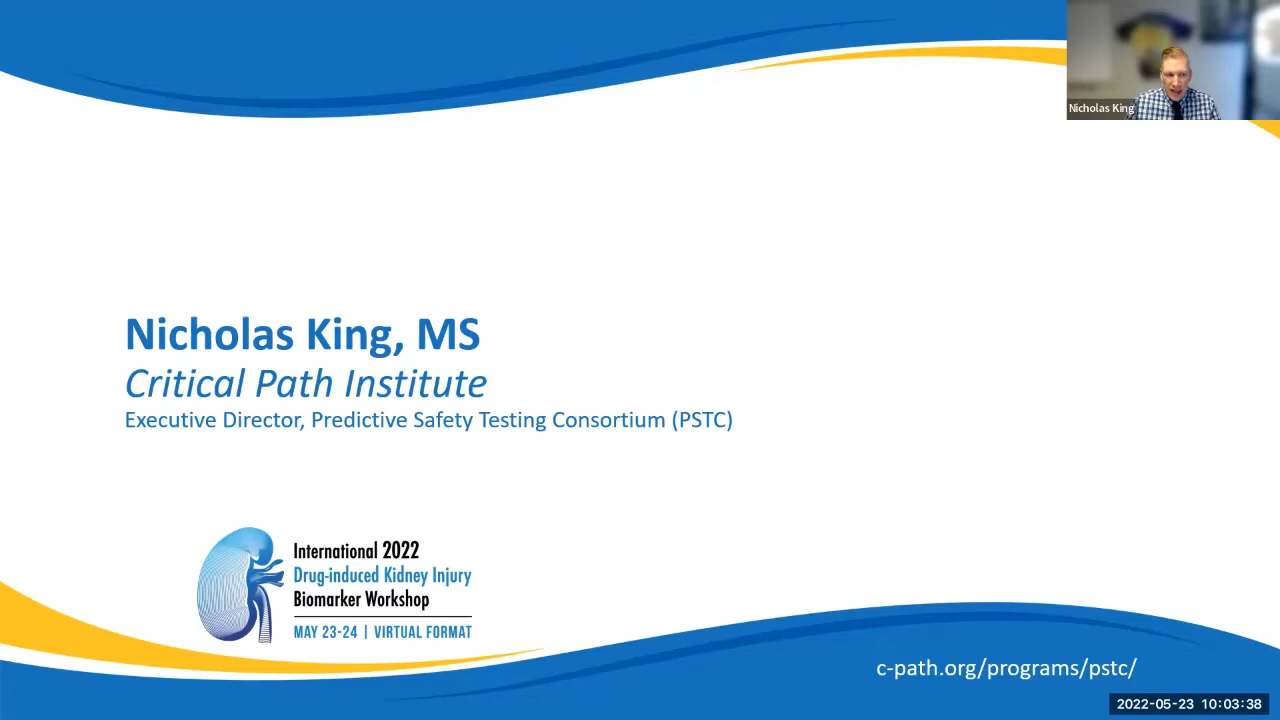 Nicholas King
Nicholas King, MS
Critical Path Institute
Executive Director, Predictive Safety Testing Consortium (PSTC)
International 2022
Drug-induced Kidney Injury
Biomarker Workshop
MAY 23-24 | VIRTUAL FORMAT
c-path.org/programs/pstc/
2022-05-23 10:03:38